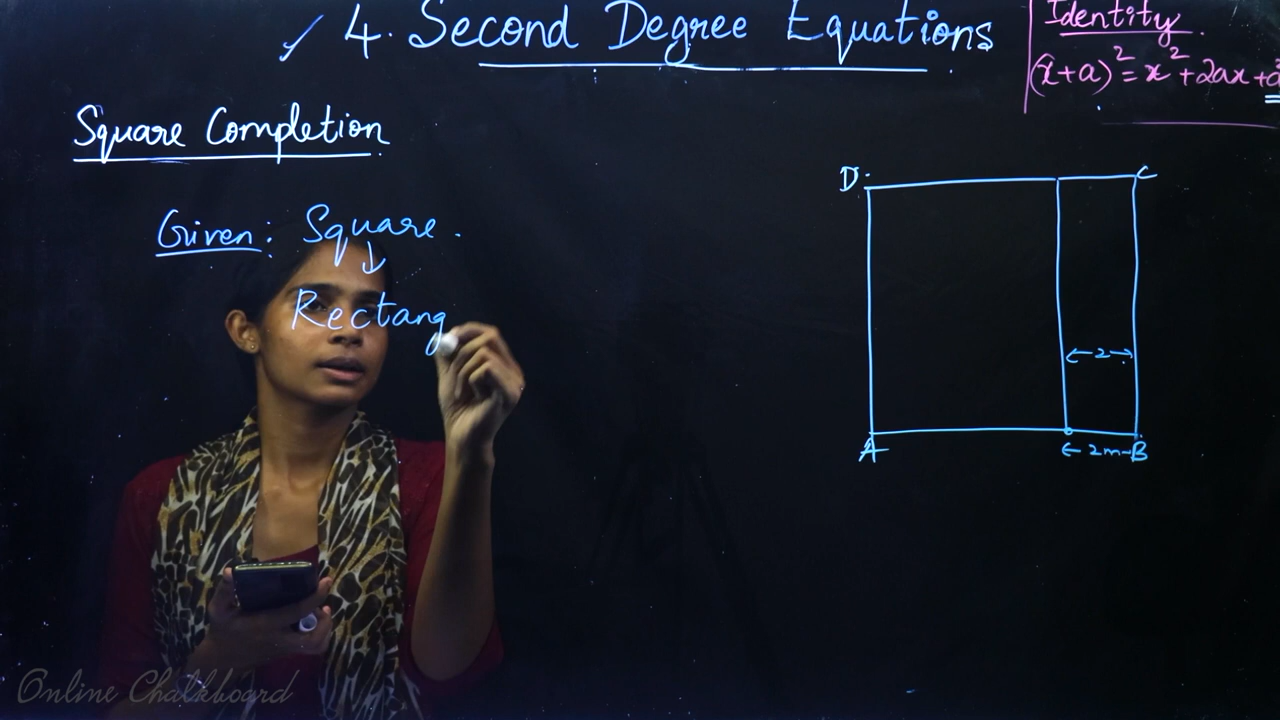 4. Second Degree Equations
Identity
(x+a)² = x² + 2ax + a²
Square Completion
Given: Square.
↓
Rectang
D C
← 2 →
A B
← 2m
Online Chalkboard